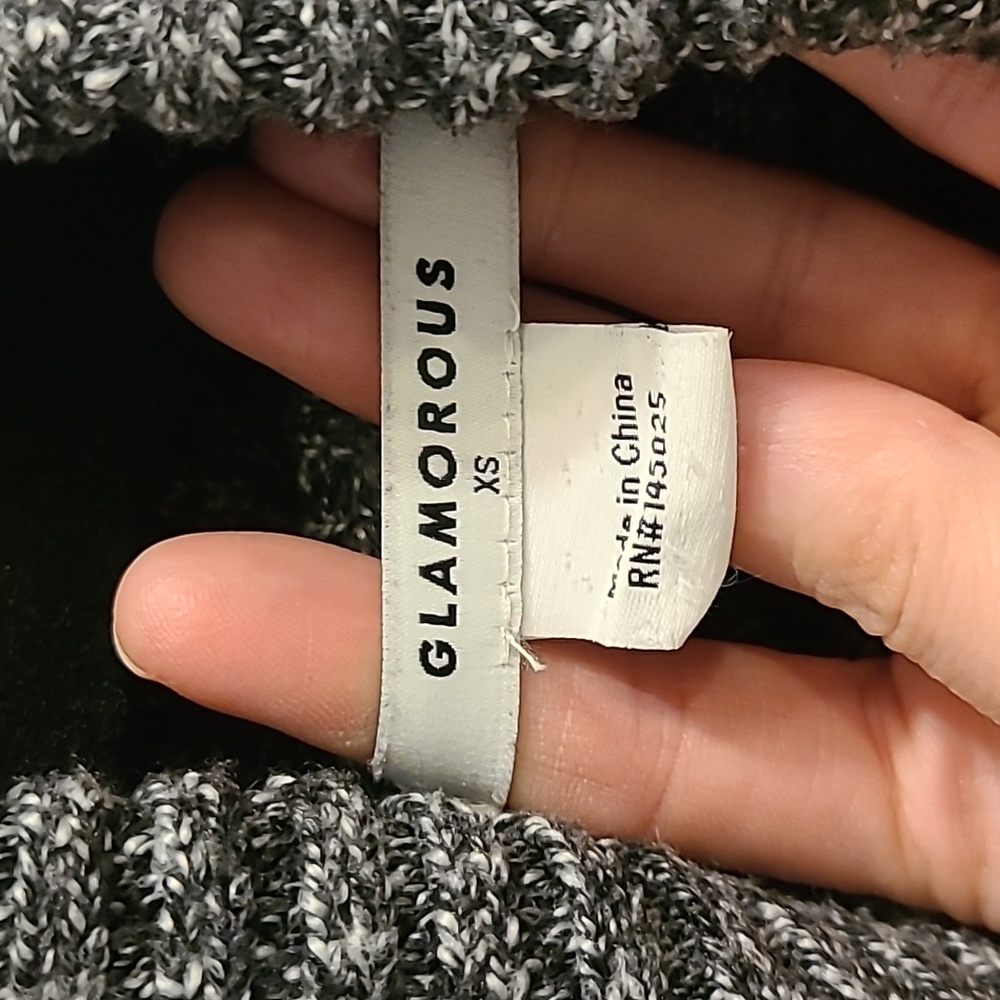 GLAMOROUS
XS
Made in China
RN# 145025